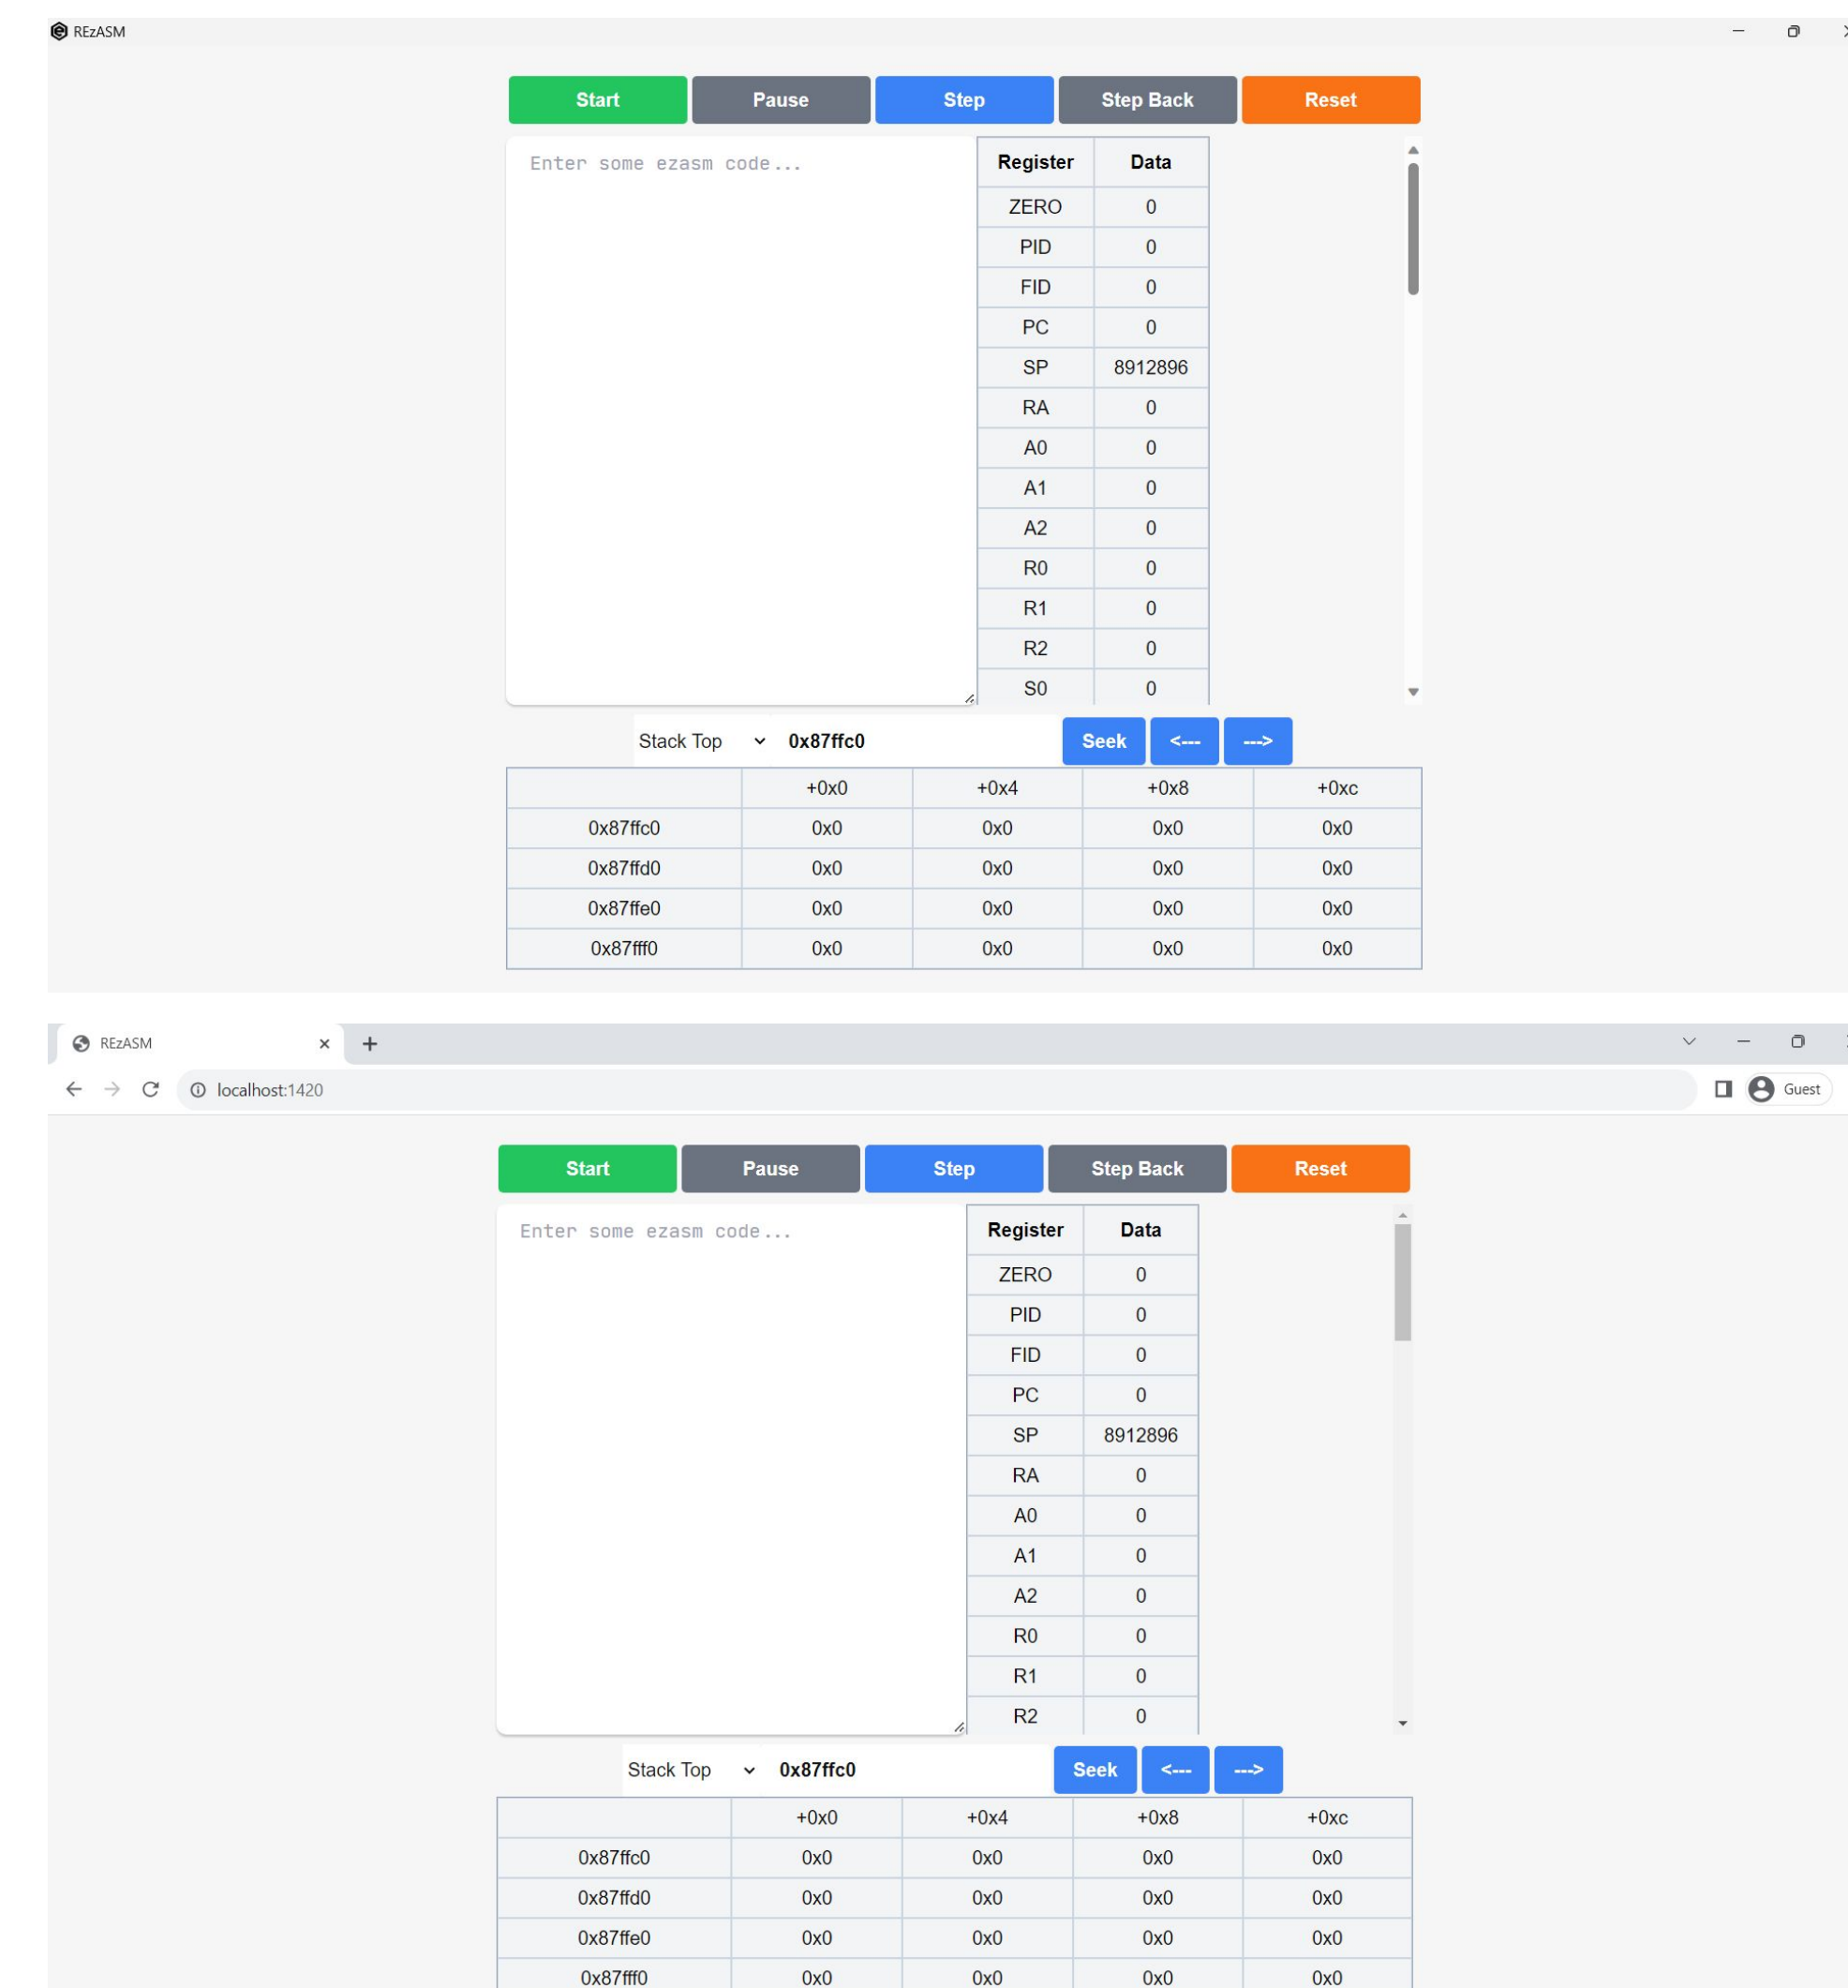 REzASM
Start Pause Step Step Back Reset
Enter some ezasm code...
Register Data
ZERO 0
PID 0
FID 0
PC 0
SP 8912896
RA 0
A0 0
A1 0
A2 0
R0 0
R1 0
R2 0
S0 0
Stack Top 0x87ffc0 Seek <--- --->
+0x0 +0x4 +0x8 +0xc
0x87ffc0 0x0 0x0 0x0 0x0
0x87ffd0 0x0 0x0 0x0 0x0
0x87ffe0 0x0 0x0 0x0 0x0
0x87fff0 0x0 0x0 0x0 0x0
REzASM
localhost:1420 Guest
Start Pause Step Step Back Reset
Enter some ezasm code...
Register Data
ZERO 0
PID 0
FID 0
PC 0
SP 8912896
RA 0
A0 0
A1 0
A2 0
R0 0
R1 0
R2 0
Stack Top 0x87ffc0 Seek <--- --->
+0x0 +0x4 +0x8 +0xc
0x87ffc0 0x0 0x0 0x0 0x0
0x87ffd0 0x0 0x0 0x0 0x0
0x87ffe0 0x0 0x0 0x0 0x0
0x87fff0 0x0 0x0 0x0 0x0